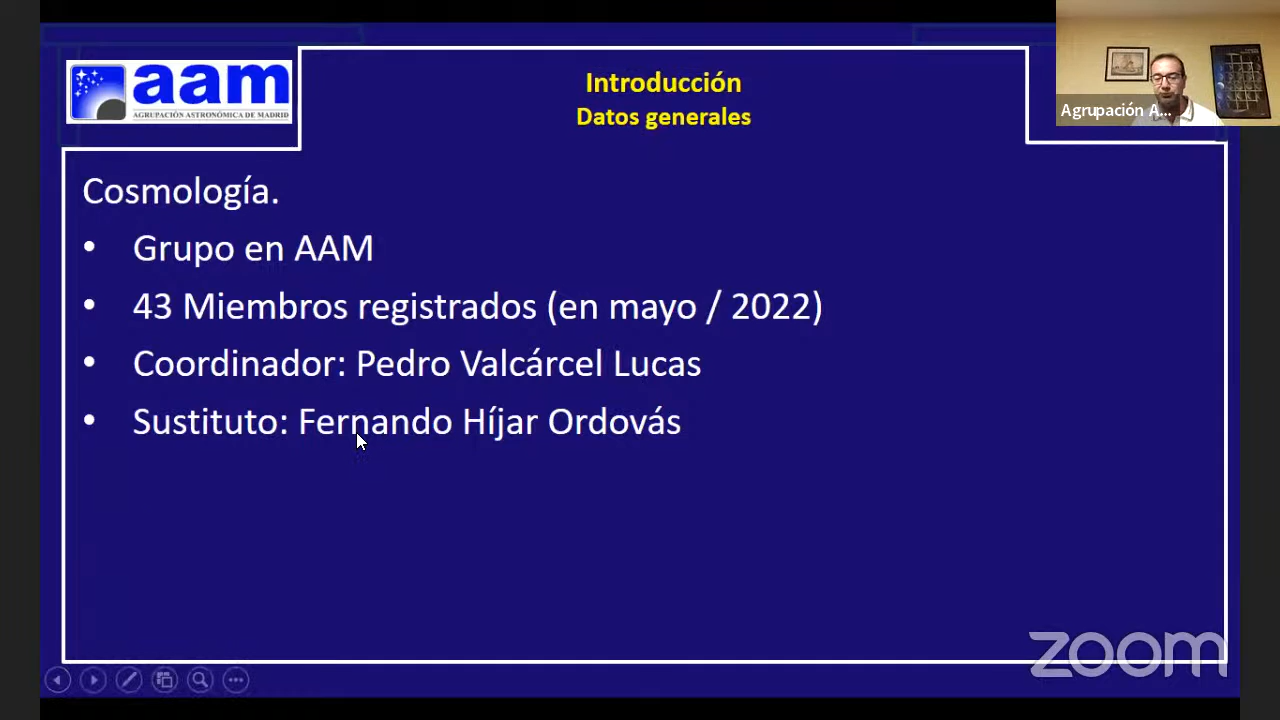 aam
AGRUPACIÓN ASTRONÓMICA DE MADRID
Introducción
Datos generales
Agrupación A...
Cosmología.
• Grupo en AAM
• 43 Miembros registrados (en mayo / 2022)
• Coordinador: Pedro Valcárcel Lucas
• Sustituto: Fernando Híjar Ordovás
zoom